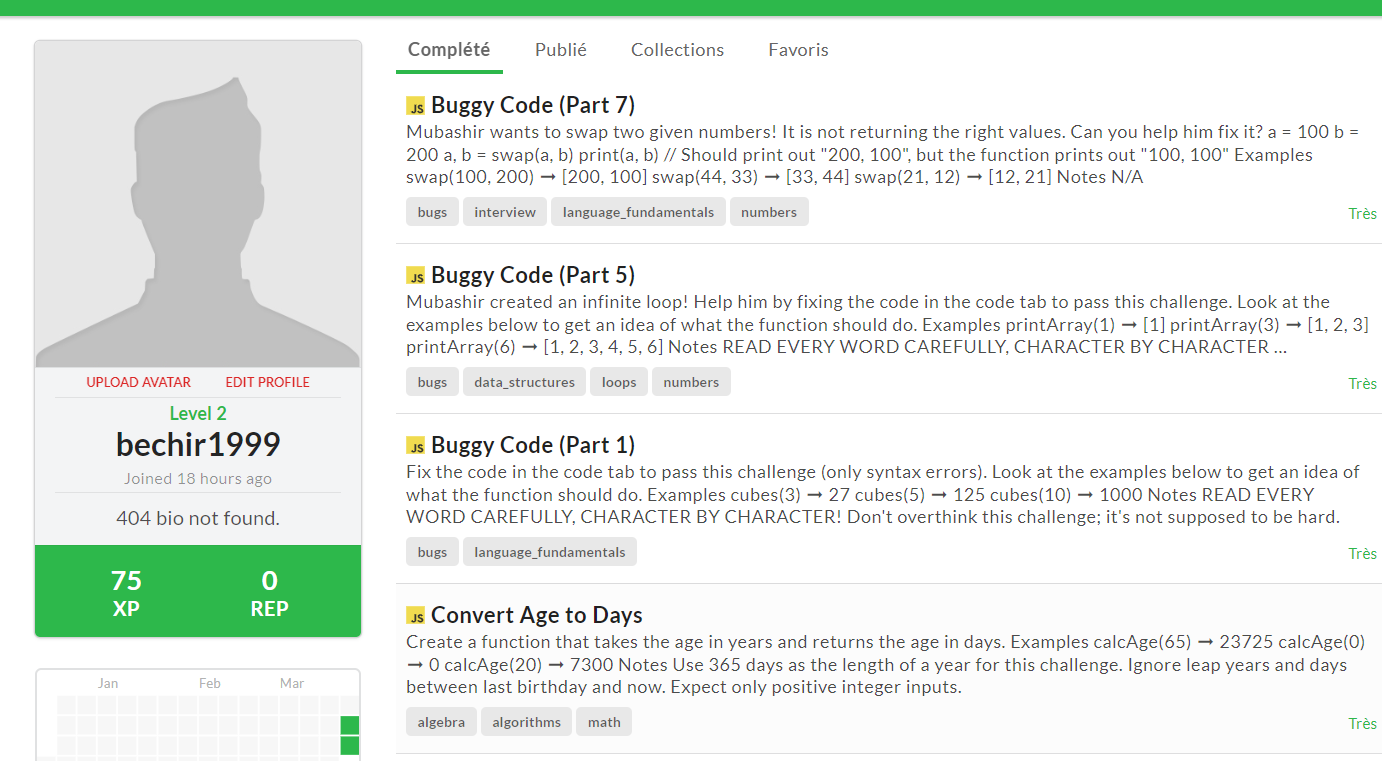 Complété Publié Collections Favoris
JS Buggy Code (Part 7)
Mubashir wants to swap two given numbers! It is not returning the right values. Can you help him fix it? a = 100 b =
200 a, b = swap(a, b) print(a, b) // Should print out "200, 100", but the function prints out "100, 100" Examples
swap(100, 200) ➞ [200, 100] swap(44, 33) ➞ [33, 44] swap(21, 12) ➞ [12, 21] Notes N/A
bugs interview language_fundamentals numbers
Très
JS Buggy Code (Part 5)
Mubashir created an infinite loop! Help him by fixing the code in the code tab to pass this challenge. Look at the
examples below to get an idea of what the function should do. Examples printArray(1) ➞ [1] printArray(3) ➞ [1, 2, 3]
printArray(6) ➞ [1, 2, 3, 4, 5, 6] Notes READ EVERY WORD CAREFULLY, CHARACTER BY CHARACTER ...
bugs data_structures loops numbers
Très
JS Buggy Code (Part 1)
Fix the code in the code tab to pass this challenge (only syntax errors). Look at the examples below to get an idea of
what the function should do. Examples cubes(3) ➞ 27 cubes(5) ➞ 125 cubes(10) ➞ 1000 Notes READ EVERY
WORD CAREFULLY, CHARACTER BY CHARACTER! Don't overthink this challenge; it's not supposed to be hard.
bugs language_fundamentals
Très
JS Convert Age to Days
Create a function that takes the age in years and returns the age in days. Examples calcAge(65) ➞ 23725 calcAge(0)
➞ 0 calcAge(20) ➞ 7300 Notes Use 365 days as the length of a year for this challenge. Ignore leap years and days
between last birthday and now. Expect only positive integer inputs.
algebra algorithms math
Très
UPLOAD AVATAR EDIT PROFILE
Level 2
bechir1999
Joined 18 hours ago
404 bio not found.
75 0
XP REP
Jan Feb Mar